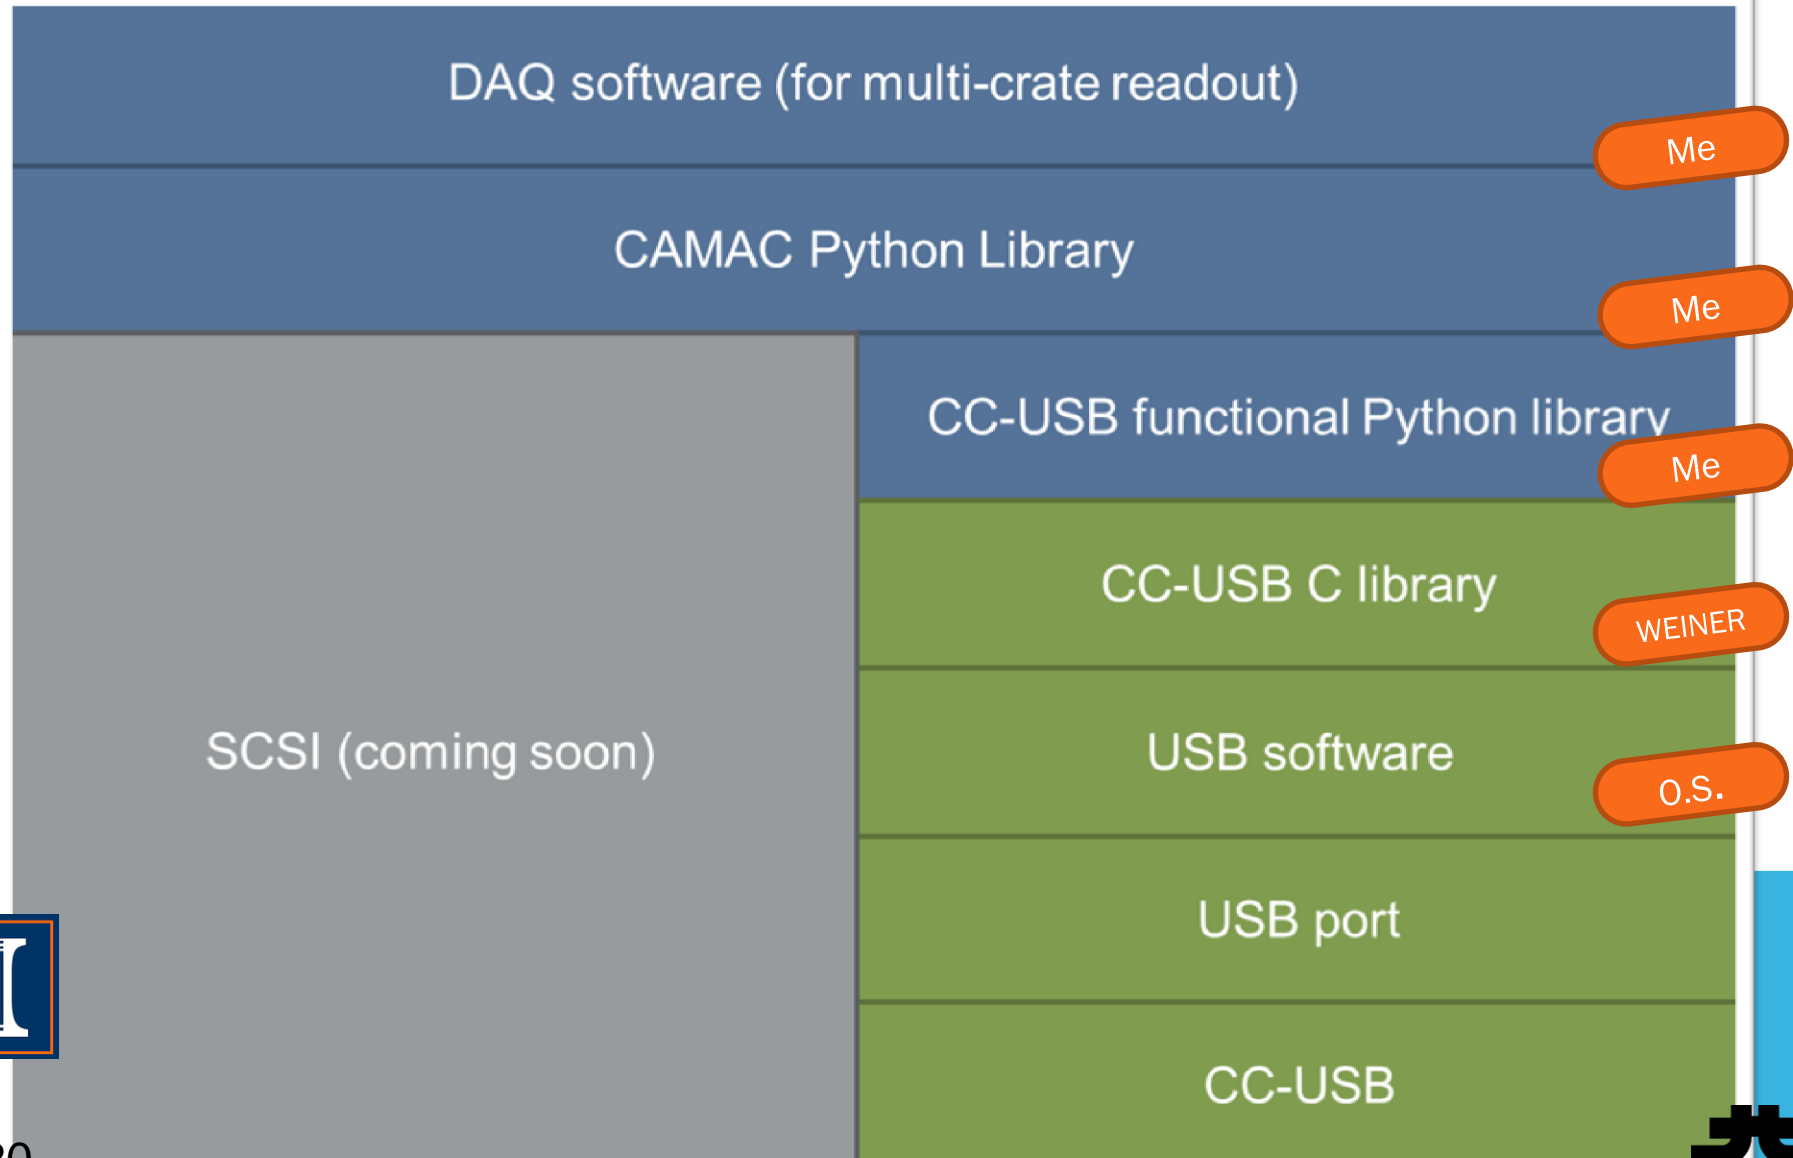 DAQ software (for multi-crate readout)
Me
CAMAC Python Library
Me
CC-USB functional Python library
Me
CC-USB C library
WEINER
SCSI (coming soon)
USB software
O.S.
USB port
I
CC-USB